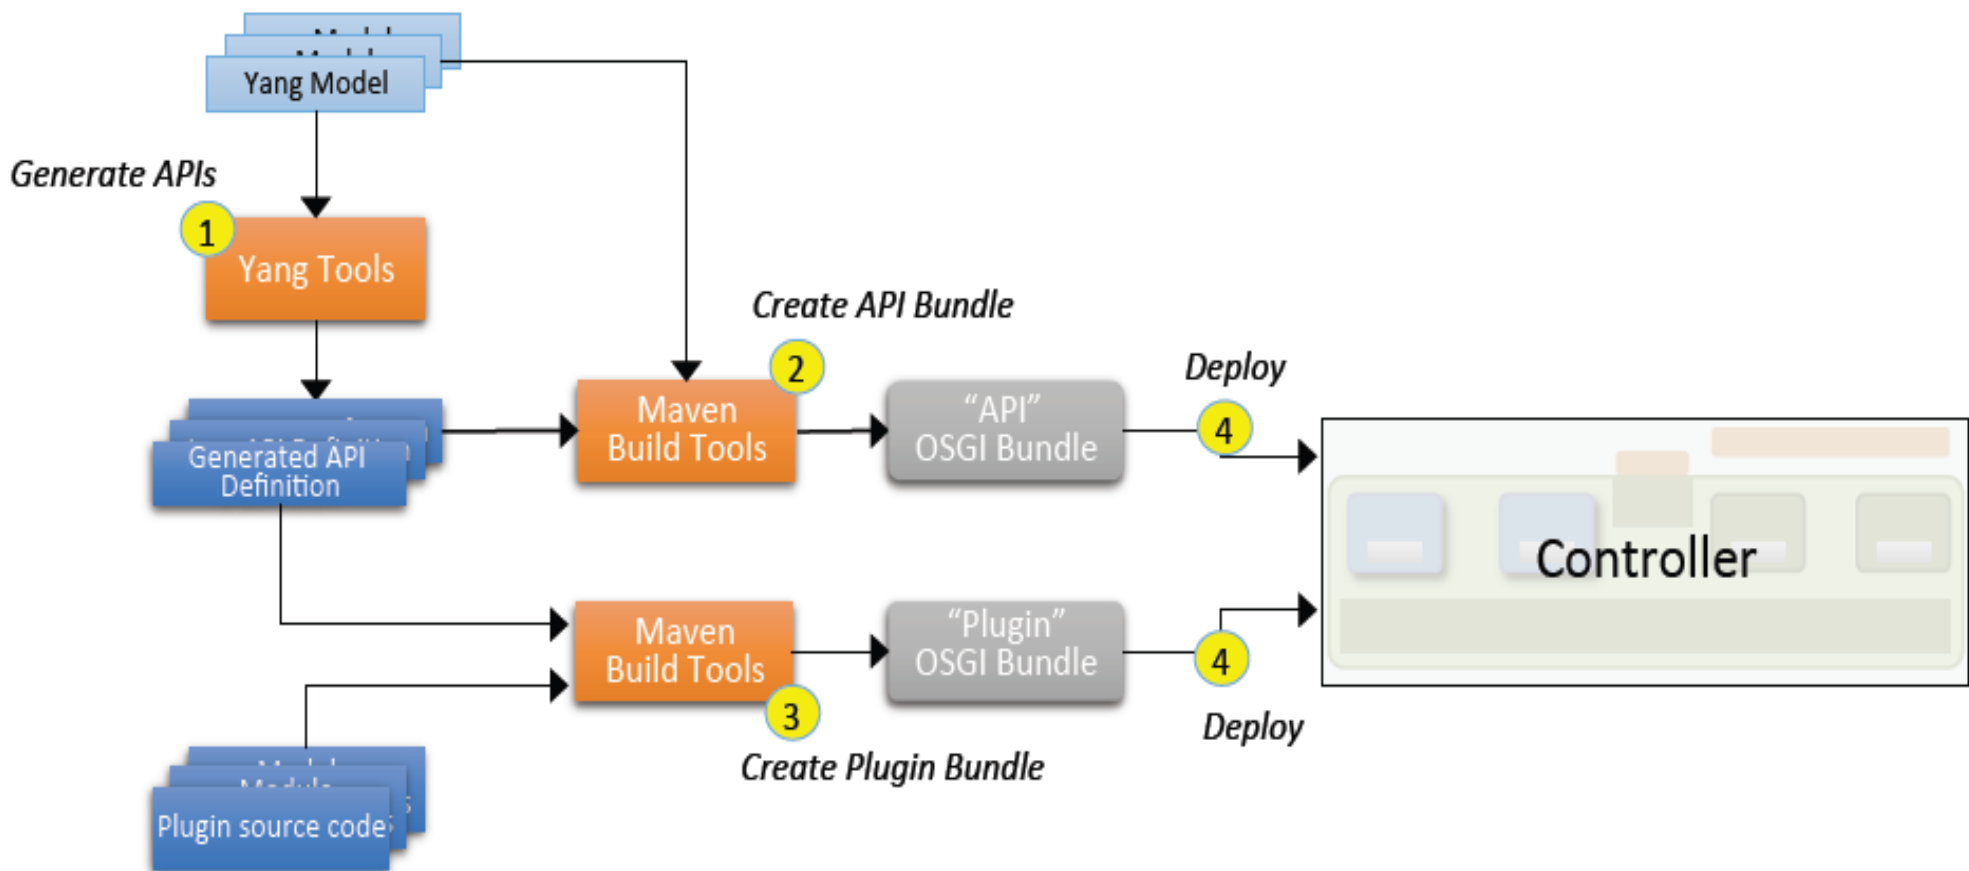 Yang Model
Generate APIs
1
Yang Tools
Create API Bundle
2
Deploy
Maven
Build Tools
"API"
OSGI Bundle
4
Generated API
Definition
Controller
Maven
Build Tools
"Plugin"
OSGI Bundle
4
3
Deploy
Create Plugin Bundle
Plugin source code